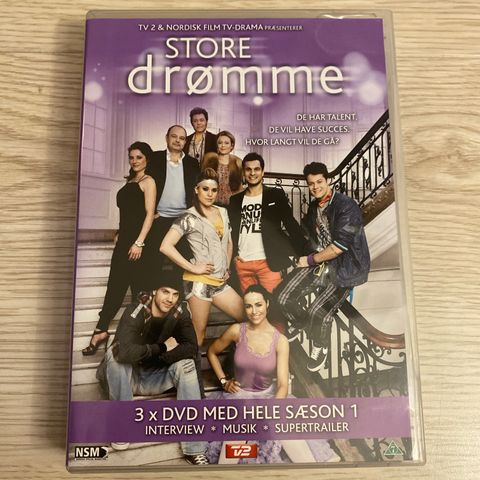 TV 2 & NORDISK FILM TV-DRAMA PRÆSENTERER
STORE
drømme
DE HAR TALENT.
DE VIL HAVE SUCCES.
HVOR LANGT VIL DE GÅ?
3 x DVD MED HELE SÆSON 1
INTERVIEW * MUSIK * SUPERTRAILER
NSM
TV2